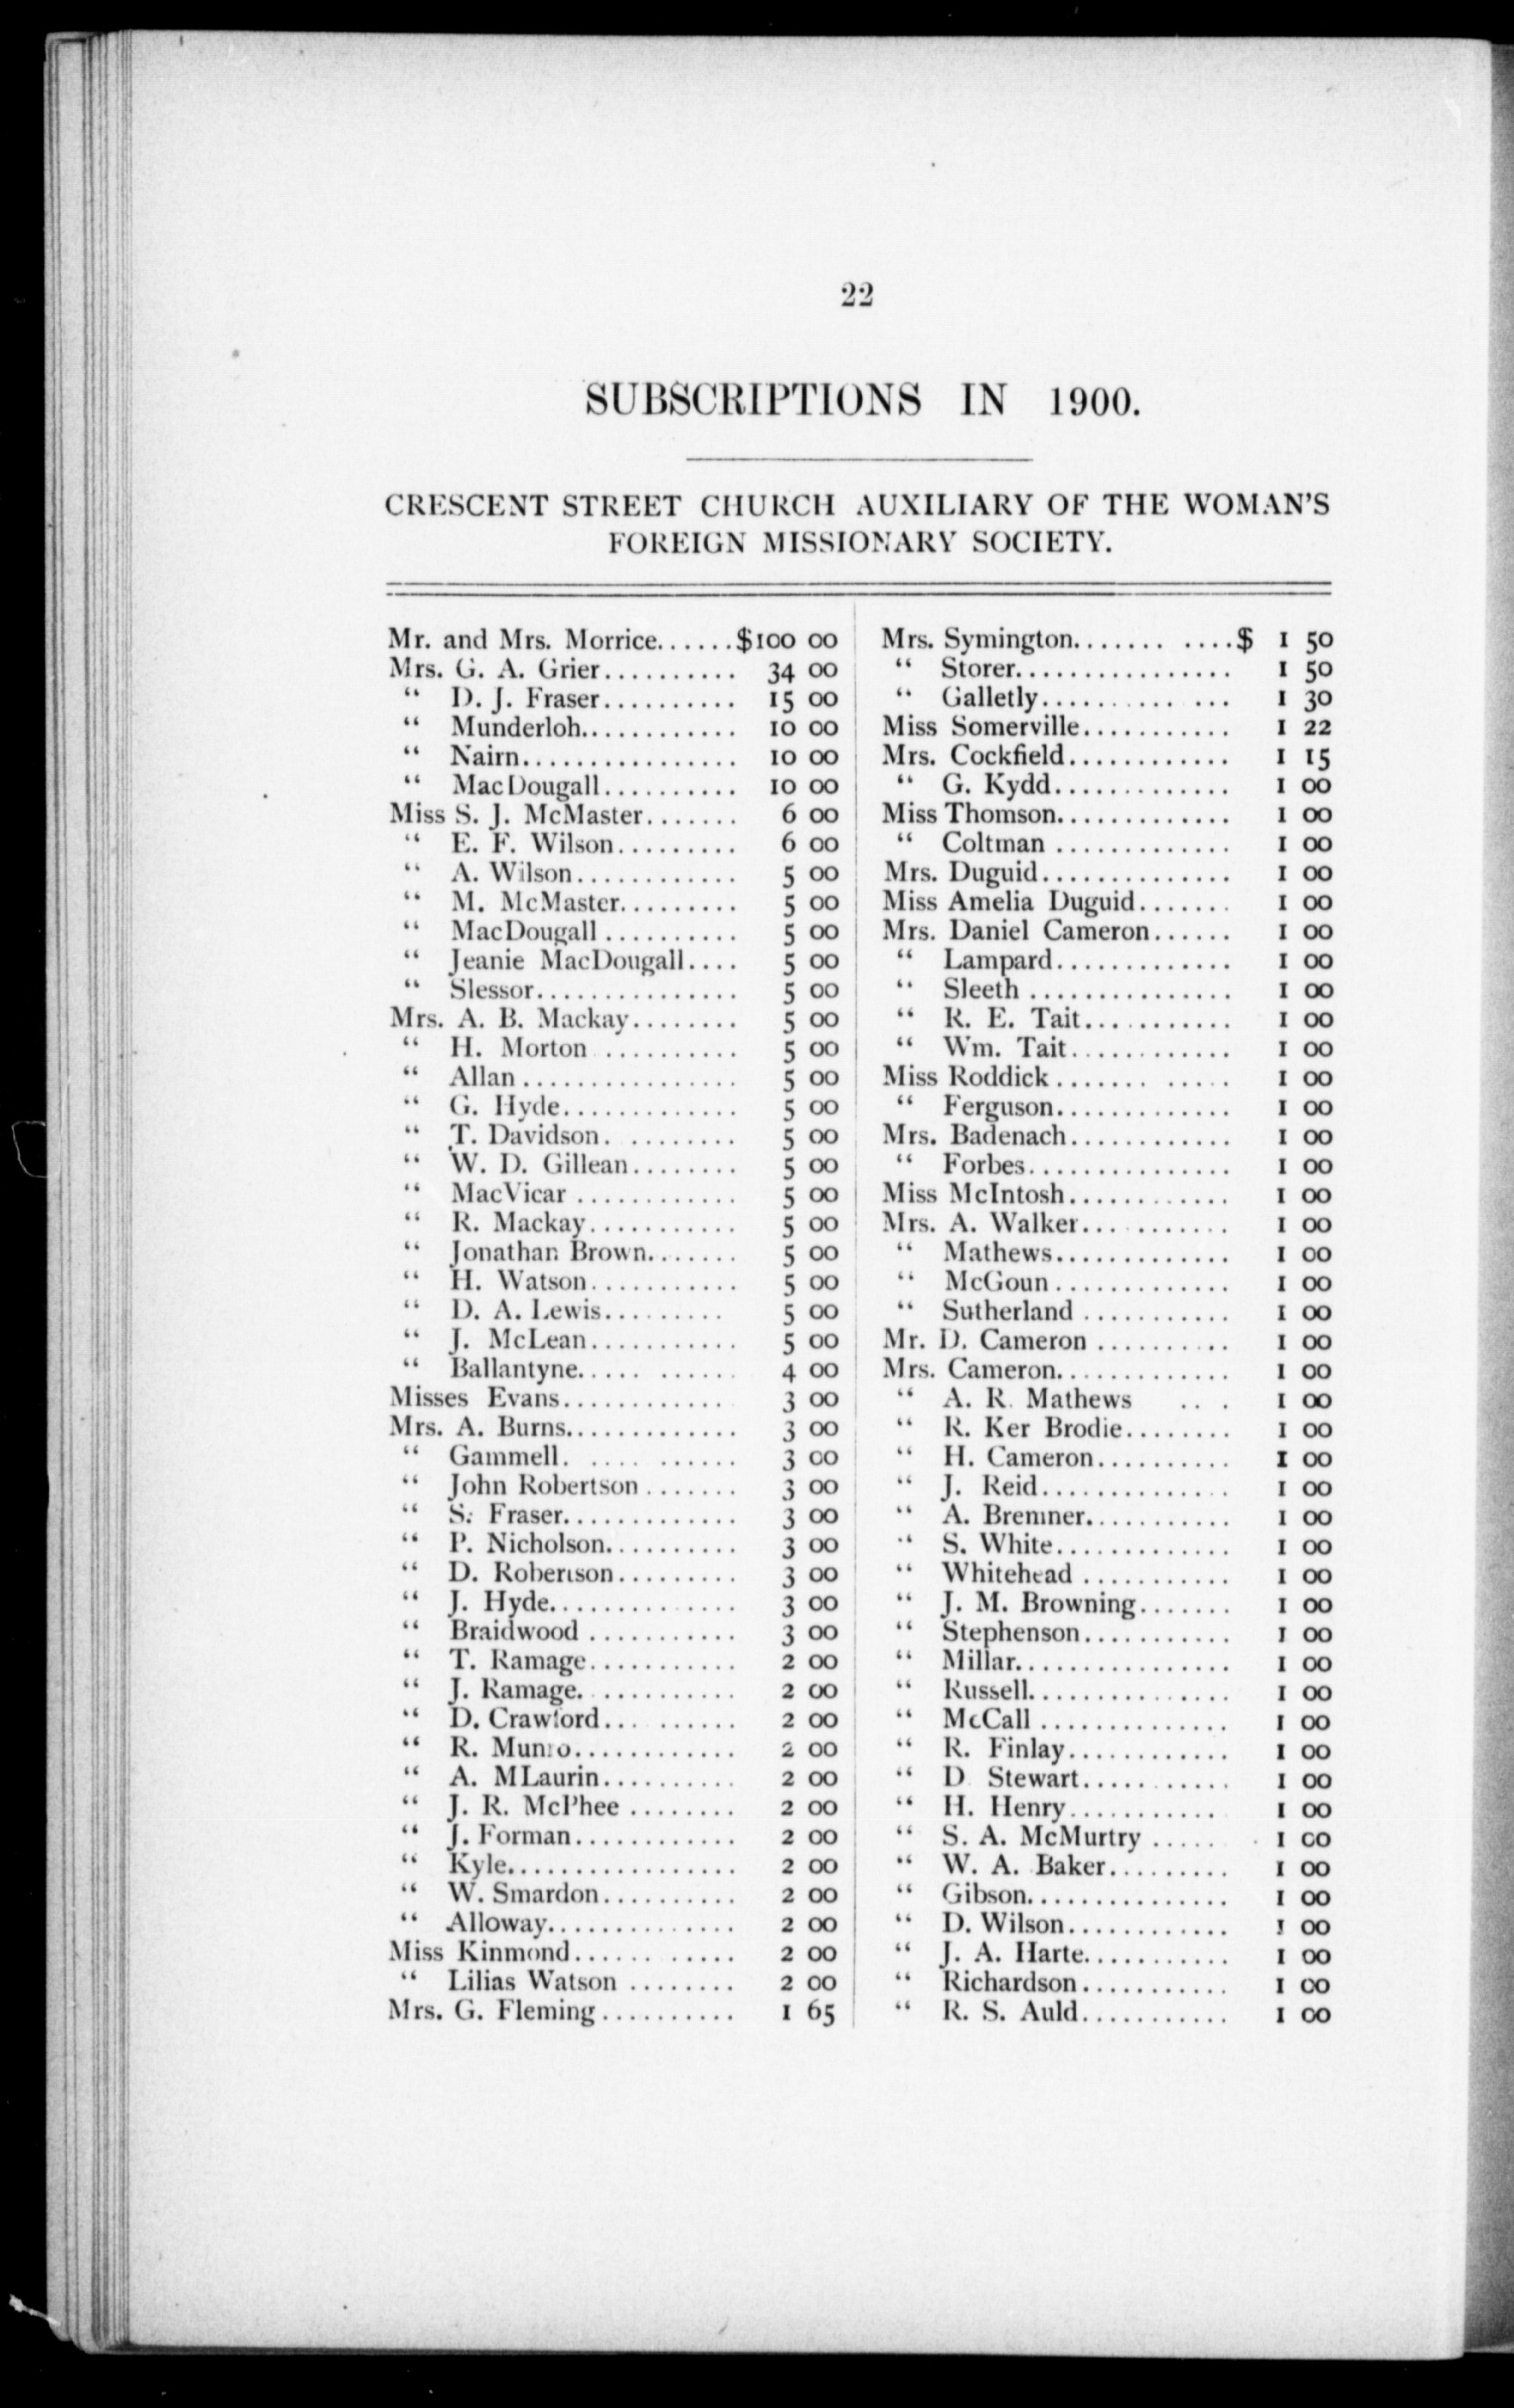 22
SUBSCRIPTIONS IN 1900.
CRESCENT STREET CHURCH AUXILIARY OF THE WOMAN'S
FOREIGN MISSIONARY SOCIETY.
Mr. and Mrs. Morrice......$100 00
Mrs. G. A. Grier.......... 34 00
" D. J. Fraser.......... 15 00
" Munderloh............ 10 00
" Nairn................ 10 00
" MacDougall.......... 10 00
Miss S. J. McMaster....... 6 00
" E. F. Wilson......... 6 00
" A. Wilson............ 5 00
" M. McMaster......... 5 00
" MacDougall.......... 5 00
" Jeanie MacDougall.... 5 00
" Slessor............... 5 00
Mrs. A. B. Mackay........ 5 00
" H. Morton .......... 5 00
" Allan................ 5 00
" G. Hyde............. 5 00
" T. Davidson. ......... 5 00
" W. D. Gillean........ 5 00
" MacVicar ............ 5 00
" R. Mackay........... 5 00
" Jonathan Brown....... 5 00
" H. Watson........... 5 00
" D. A. Lewis......... 5 00
" J. McLean........... 5 00
" Ballantyne..... ...... 4 00
Misses Evans............ 3 00
Mrs. A. Burns............. 3 00
" Gammell. ........... 3 00
" John Robertson....... 3 00
" S. Fraser............. 3 00
" P. Nicholson.......... 3 00
" D. Robertson......... 3 00
" J. Hyde.............. 3 00
" Braidwood ........... 3 00
" T. Ramage........... 2 00
" J. Ramage............ 2 00
" D. Crawford.......... 2 00
" R. Munro............ 2 00
" A. MLaurin.......... 2 00
" J. R. McPhee ........ 2 00
" J. Forman............ 2 00
" Kyle................. 2 00
" W. Smardon.......... 2 00
" Alloway.............. 2 00
Miss Kinmond............ 2 00
" Lilias Watson ........ 2 00
Mrs. G. Fleming.......... 1 65
Mrs. Symington....... ....$ 1 50
" Storer................ 1 50
" Galletly.......... ... 1 30
Miss Somerville........... 1 22
Mrs. Cockfield............ 1 15
" G. Kydd............. 1 00
Miss Thomson............. 1 00
" Coltman ............. 1 00
Mrs. Duguid.............. 1 00
Miss Amelia Duguid....... 1 00
Mrs. Daniel Cameron...... 1 00
" Lampard............. 1 00
" Sleeth ............... 1 00
" R. E. Tait........... 1 00
" Wm. Tait............ 1 00
Miss Roddick....... ..... 1 00
" Ferguson............. 1 00
Mrs. Badenach............ 1 00
" Forbes............... 1 00
Miss McIntosh............ 1 00
Mrs. A. Walker........... 1 00
" Mathews............. 1 00
" McGoun............. 1 00
" Sutherland ........... 1 00
Mr. D. Cameron .......... 1 00
Mrs. Cameron............. 1 00
" A. R. Mathews ... 1 00
" R. Ker Brodie........ 1 00
" H. Cameron.......... 1 00
" J. Reid.............. 1 00
" A. Bremner........... 1 00
" S. White............. 1 00
" Whitehead ........... 1 00
" J. M. Browning....... 1 00
" Stephenson........... 1 00
" Millar................ 1 00
" Russell............... 1 00
" McCall .............. 1 00
" R. Finlay............ 1 00
" D Stewart........... 1 00
" H. Henry........... 1 00
" S. A. McMurtry ..... 1 00
" W. A. Baker......... 1 00
" Gibson............... 1 00
" D. Wilson............ 1 00
" J. A. Harte........... 1 00
" Richardson........... 1 00
" R. S. Auld........... 1 00